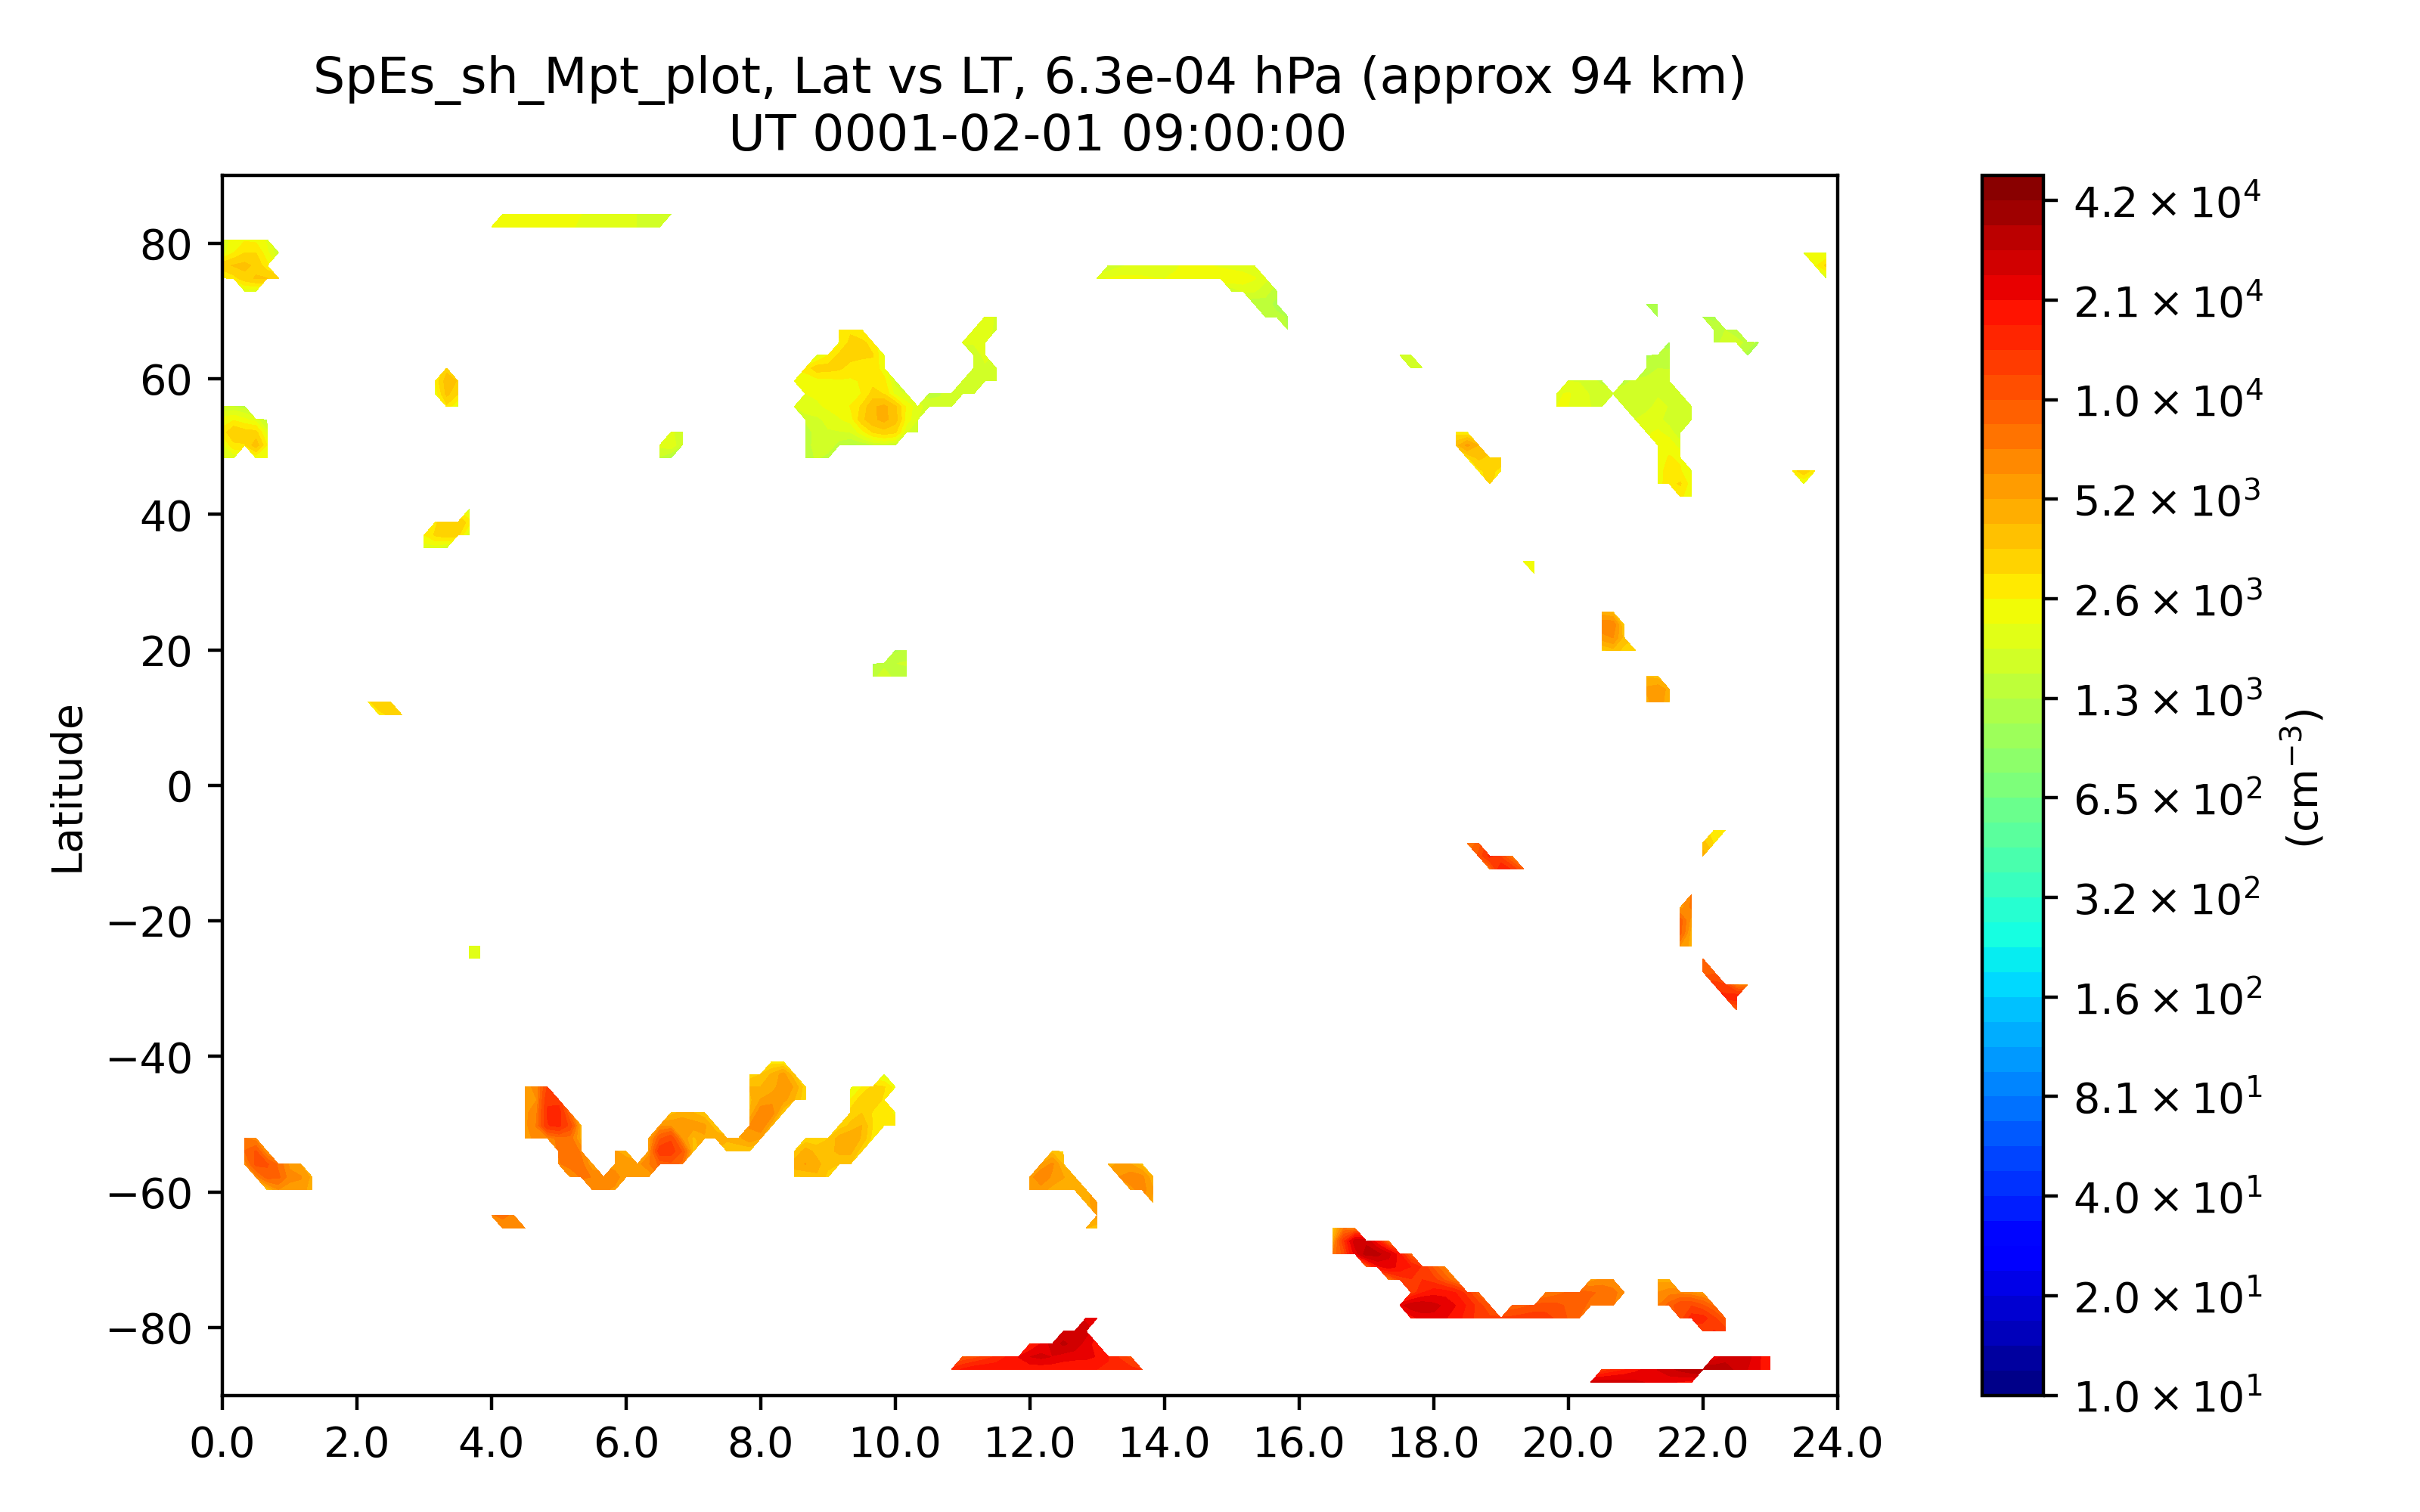 SpEs_sh_Mpt_plot, Lat vs LT, 6.3e-04 hPa (approx 94 km)
UT 0001-02-01 09:00:00
Latitude
80
60
40
20
0
−20
−40
−60
−80
0.0 2.0 4.0 6.0 8.0 10.0 12.0 14.0 16.0 18.0 20.0 22.0 24.0
4.2 × 10⁴
2.1 × 10⁴
1.0 × 10⁴
5.2 × 10³
2.6 × 10³
1.3 × 10³
6.5 × 10²
3.2 × 10²
1.6 × 10²
8.1 × 10¹
4.0 × 10¹
2.0 × 10¹
1.0 × 10¹
(cm⁻³)